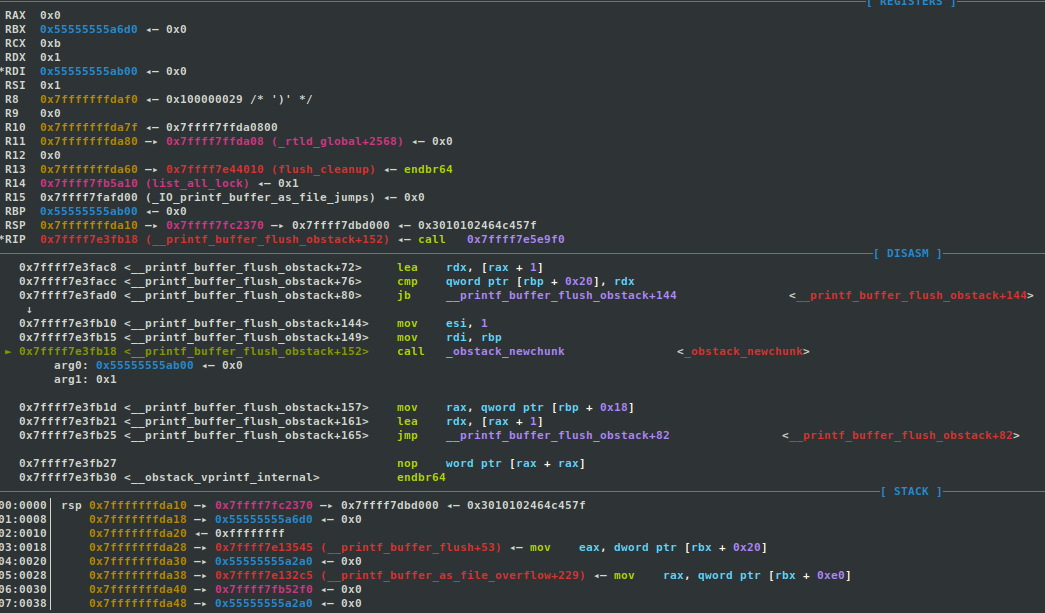 [ REGISTERS ]
RAX  0x0
RBX  0x55555555a6d0 ◂— 0x0
RCX  0xb
RDX  0x1
*RDI  0x55555555ab00 ◂— 0x0
RSI  0x1
R8   0x7fffffffdaf0 ◂— 0x100000029 /* ')' */
R9   0x0
R10  0x7fffffffda7f ◂— 0x7ffff7ffda0800
R11  0x7fffffffda80 —▸ 0x7ffff7ffda08 (_rtld_global+2568) ◂— 0x0
R12  0x0
R13  0x7fffffffda60 —▸ 0x7ffff7e44010 (flush_cleanup) ◂— endbr64
R14  0x7ffff7fb5a10 (list_all_lock) ◂— 0x1
R15  0x7ffff7fafd00 (_IO_printf_buffer_as_file_jumps) ◂— 0x0
RBP  0x55555555ab00 ◂— 0x0
RSP  0x7fffffffda10 —▸ 0x7ffff7fc2370 —▸ 0x7ffff7dbd000 ◂— 0x3010102464c457f
*RIP  0x7ffff7e3fb18 (__printf_buffer_flush_obstack+152) ◂— call   0x7ffff7e5e9f0
[ DISASM ]
0x7ffff7e3fac8 <__printf_buffer_flush_obstack+72>     lea    rdx, [rax + 1]
0x7ffff7e3facc <__printf_buffer_flush_obstack+76>     cmp    qword ptr [rbp + 0x20], rdx
0x7ffff7e3fad0 <__printf_buffer_flush_obstack+80>     jb     __printf_buffer_flush_obstack+144                <__printf_buffer_flush_obstack+144>
↓
0x7ffff7e3fb10 <__printf_buffer_flush_obstack+144>    mov    esi, 1
0x7ffff7e3fb15 <__printf_buffer_flush_obstack+149>    mov    rdi, rbp
► 0x7ffff7e3fb18 <__printf_buffer_flush_obstack+152>    call   _obstack_newchunk                <_obstack_newchunk>
arg0: 0x55555555ab00 ◂— 0x0
arg1: 0x1
0x7ffff7e3fb1d <__printf_buffer_flush_obstack+157>    mov    rax, qword ptr [rbp + 0x18]
0x7ffff7e3fb21 <__printf_buffer_flush_obstack+161>    lea    rdx, [rax + 1]
0x7ffff7e3fb25 <__printf_buffer_flush_obstack+165>    jmp    __printf_buffer_flush_obstack+82                <__printf_buffer_flush_obstack+82>
0x7ffff7e3fb27                                        nop    word ptr [rax + rax]
0x7ffff7e3fb30 <__obstack_vprintf_internal>           endbr64
[ STACK ]
00:0000│ rsp 0x7fffffffda10 —▸ 0x7ffff7fc2370 —▸ 0x7ffff7dbd000 ◂— 0x3010102464c457f
01:0008│     0x7fffffffda18 —▸ 0x55555555a6d0 ◂— 0x0
02:0010│     0x7fffffffda20 ◂— 0xffffffff
03:0018│     0x7fffffffda28 —▸ 0x7ffff7e13545 (__printf_buffer_flush+53) ◂— mov    eax, dword ptr [rbx + 0x20]
04:0020│     0x7fffffffda30 —▸ 0x55555555a2a0 ◂— 0x0
05:0028│     0x7fffffffda38 —▸ 0x7ffff7e132c5 (__printf_buffer_as_file_overflow+229) ◂— mov    rax, qword ptr [rbx + 0xe0]
06:0030│     0x7fffffffda40 —▸ 0x7ffff7fb52f0 ◂— 0x0
07:0038│     0x7fffffffda48 —▸ 0x55555555a2a0 ◂— 0x0